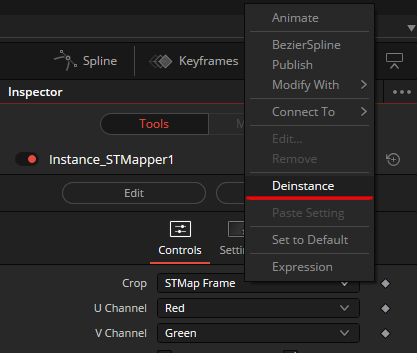 Animate
BezierSpline
Publish
Modify With
Connect To
Edit...
Remove
Deinstance
Paste Setting
Set to Default
Expression
Spline
Keyframes
Inspector
Tools
M
Instance_STMapper1
Edit
Controls
Settin
Crop
STMap Frame
U Channel
Red
V Channel
Green